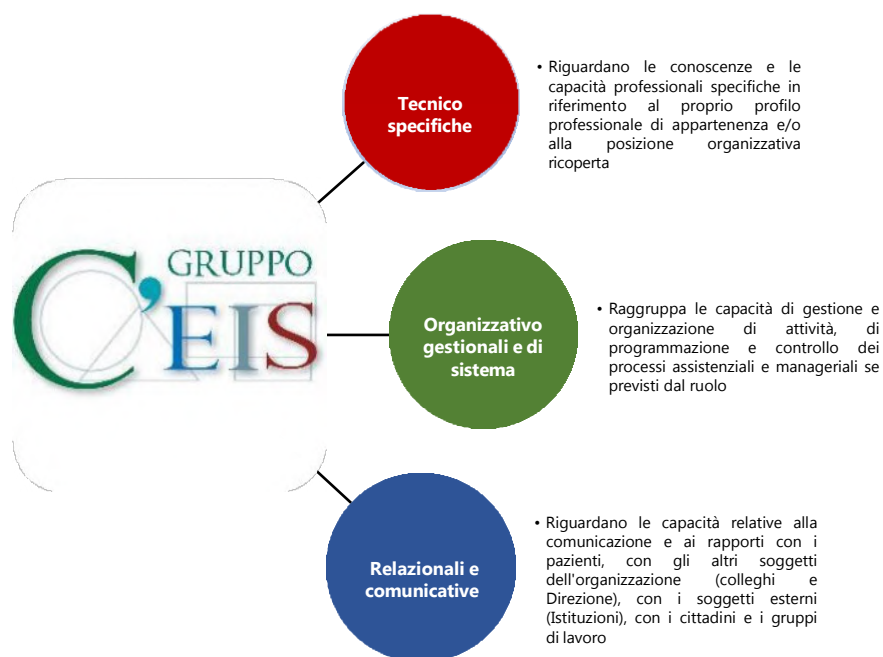 Tecnico
specifiche
• Riguardano le conoscenze e le
capacità professionali specifiche in
riferimento al proprio profilo
professionale di appartenenza e/o
alla posizione organizzativa
ricoperta
GRUPPO
C'EIS
Organizzativo
gestionali e di
sistema
• Raggruppa le capacità di gestione e
organizzazione di attività, di
programmazione e controllo dei
processi assistenziali e manageriali se
previsti dal ruolo
Relazionali e
comunicative
• Riguardano le capacità relative alla
comunicazione e ai rapporti con i
pazienti, con gli altri soggetti
dell'organizzazione (colleghi e
Direzione), con i soggetti esterni
(Istituzioni), con i cittadini e i gruppi
di lavoro